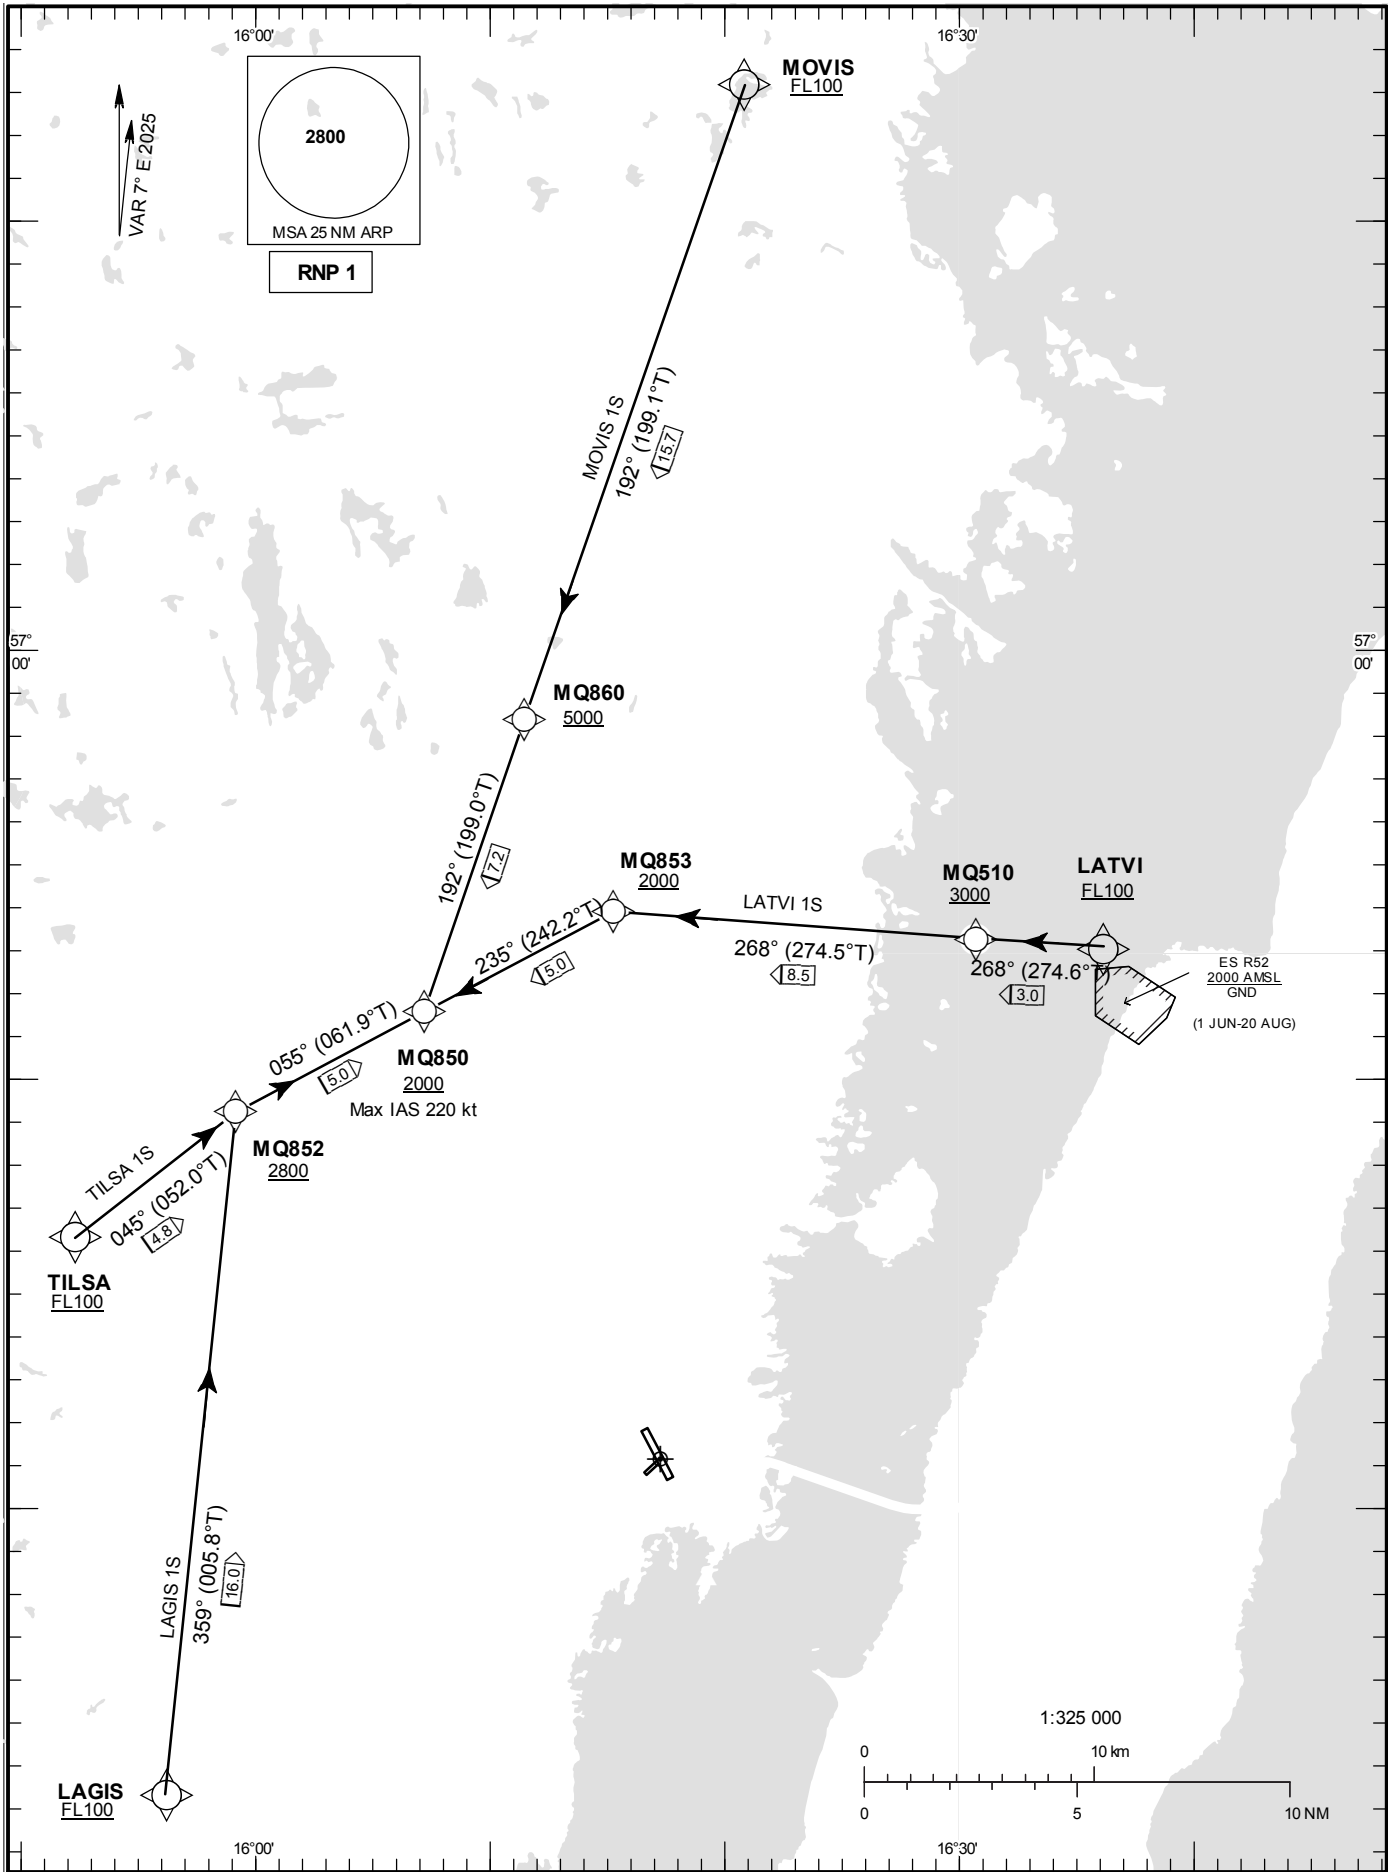 16°00'
16°30'
MOVIS
FL100
VAR 7° E 2025
2800
MSA 25 NM ARP
RNP 1
MOVIS 1S
192° (199.1°T)
15.7
57°
00'
57°
00'
MQ860
5000
192° (199.0°T)
7.2
MQ853
2000
LATVI 1S
268° (274.5°T)
8.5
MQ510
3000
LATVI
FL100
268° (274.6°T)
3.0
ES R52
2000 AMSL
GND
(1 JUN-20 AUG)
235° (242.2°T)
5.0
055° (061.9°T)
5.0
MQ850
2000
Max IAS 220 kt
MQ852
2800
TILSA 1S
045° (052.0°T)
4.8
TILSA
FL100
LAGIS 1S
359° (005.8°T)
16.0
LAGIS
FL100
1:325 000
0
10 km
0
5
10 NM
16°00'
16°30'